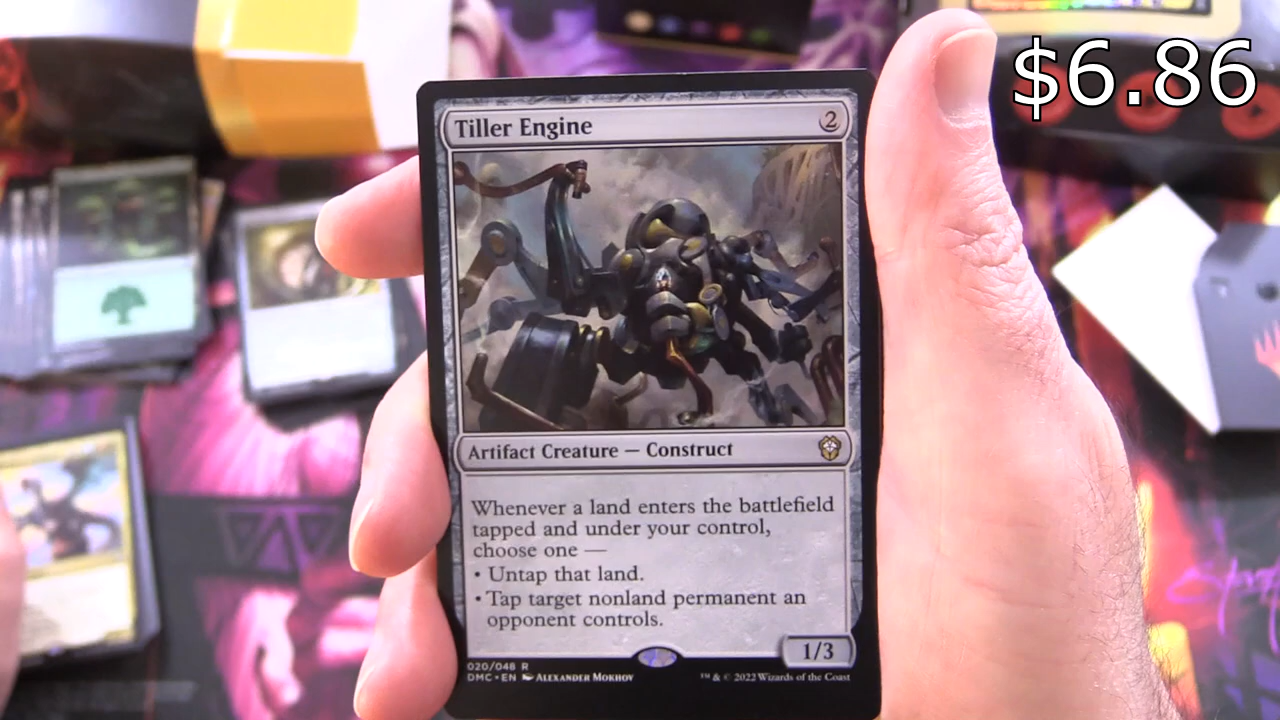 $6.86
Tiller Engine 2
Artifact Creature — Construct
Whenever a land enters the battlefield
tapped and under your control,
choose one —
• Untap that land.
• Tap target nonland permanent an
opponent controls.
1/3
020/048 R
DMC • EN Alexander Mokhov
™ & © 2022 Wizards of the Coast